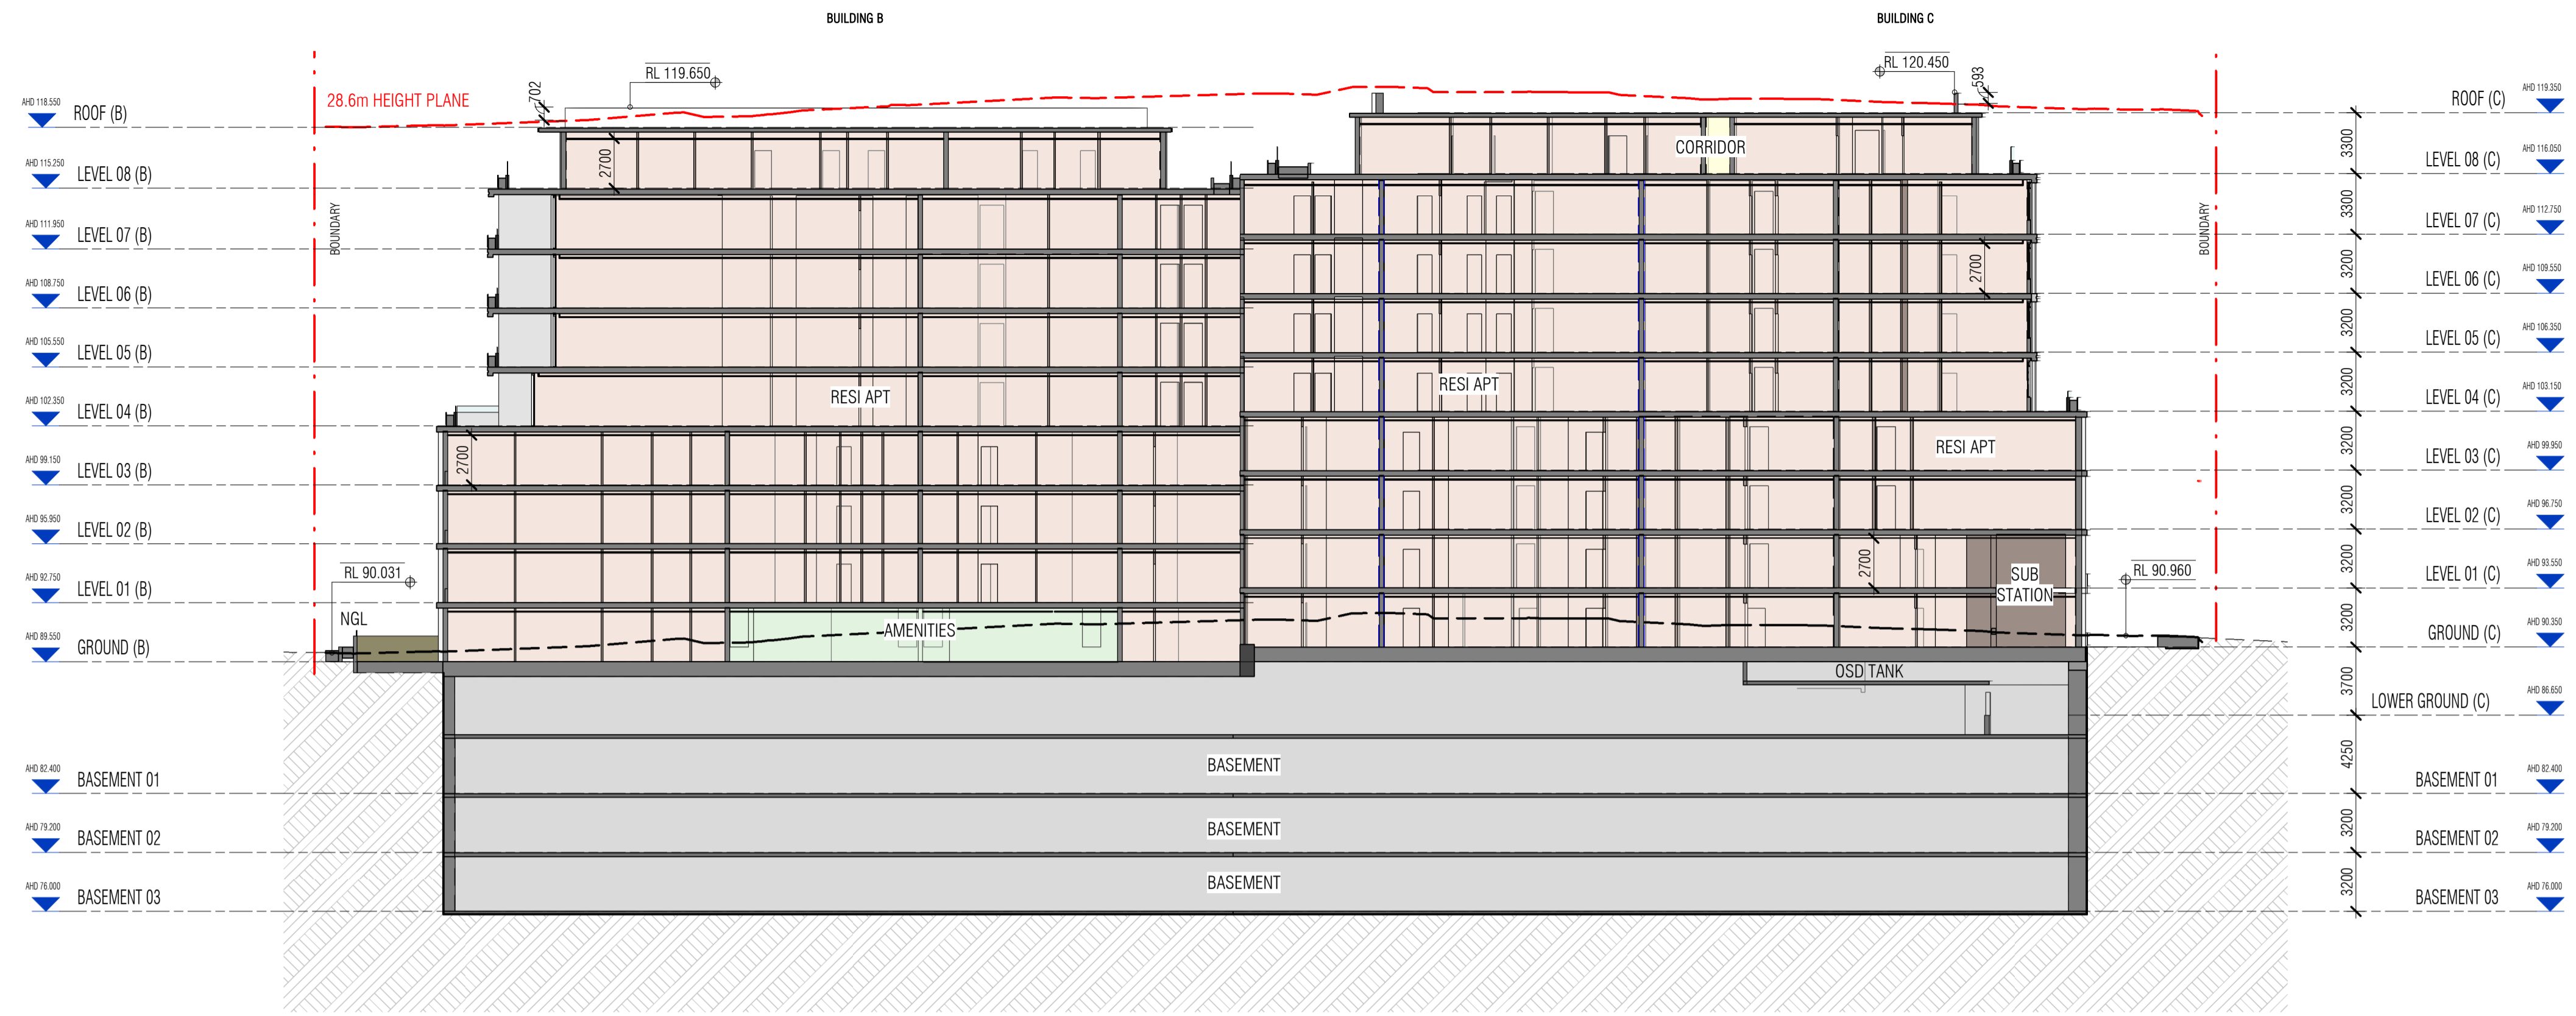 BUILDING B
BUILDING C
RL 119.650
RL 120.450
702
593
28.6m HEIGHT PLANE
AHD 118.550
ROOF (B)
AHD 119.350
ROOF (C)
2700
CORRIDOR
3300
AHD 115.250
LEVEL 08 (B)
AHD 116.050
LEVEL 08 (C)
BOUNDARY
BOUNDARY
3300
AHD 111.950
LEVEL 07 (B)
AHD 112.750
LEVEL 07 (C)
2700
3200
AHD 108.750
LEVEL 06 (B)
AHD 109.550
LEVEL 06 (C)
3200
AHD 105.550
LEVEL 05 (B)
AHD 106.350
LEVEL 05 (C)
RESI APT
RESI APT
3200
AHD 102.350
LEVEL 04 (B)
AHD 103.150
LEVEL 04 (C)
2700
RESI APT
3200
AHD 99.150
LEVEL 03 (B)
AHD 99.950
LEVEL 03 (C)
3200
AHD 95.950
LEVEL 02 (B)
AHD 96.750
LEVEL 02 (C)
RL 90.031
2700
SUB
STATION
RL 90.960
3200
AHD 92.750
LEVEL 01 (B)
AHD 93.550
LEVEL 01 (C)
NGL
AMENITIES
3200
AHD 89.550
GROUND (B)
AHD 90.350
GROUND (C)
OSD TANK
3700
AHD 86.650
LOWER GROUND (C)
BASEMENT
4250
AHD 82.400
BASEMENT 01
AHD 82.400
BASEMENT 01
BASEMENT
3200
AHD 79.200
BASEMENT 02
AHD 79.200
BASEMENT 02
BASEMENT
3200
AHD 76.000
BASEMENT 03
AHD 76.000
BASEMENT 03